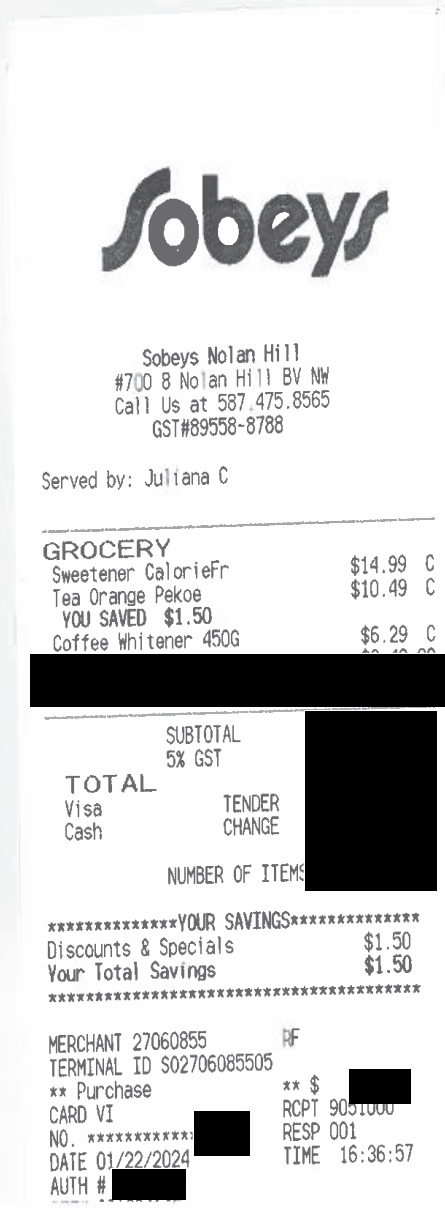 Sobeys
Sobeys Nolan Hill
#700 8 Nolan Hill BV NW
Call Us at 587.475.8565
GST#89558-8788
Served by: Juliana C
GROCERY
Sweetener CalorieFr $14.99 C
Tea Orange Pekoe $10.49 C
YOU SAVED $1.50
Coffee Whitener 450G $6.29 C
SUBTOTAL
5% GST
TOTAL
Visa TENDER
Cash CHANGE
NUMBER OF ITEMS
**************YOUR SAVINGS**************
Discounts & Specials $1.50
Your Total Savings $1.50
****************************************
MERCHANT 27060855 RF
TERMINAL ID S02706085505
** Purchase ** $
CARD VI RCPT 9051000
NO. ************ RESP 001
DATE 01/22/2024 TIME 16:36:57
AUTH #